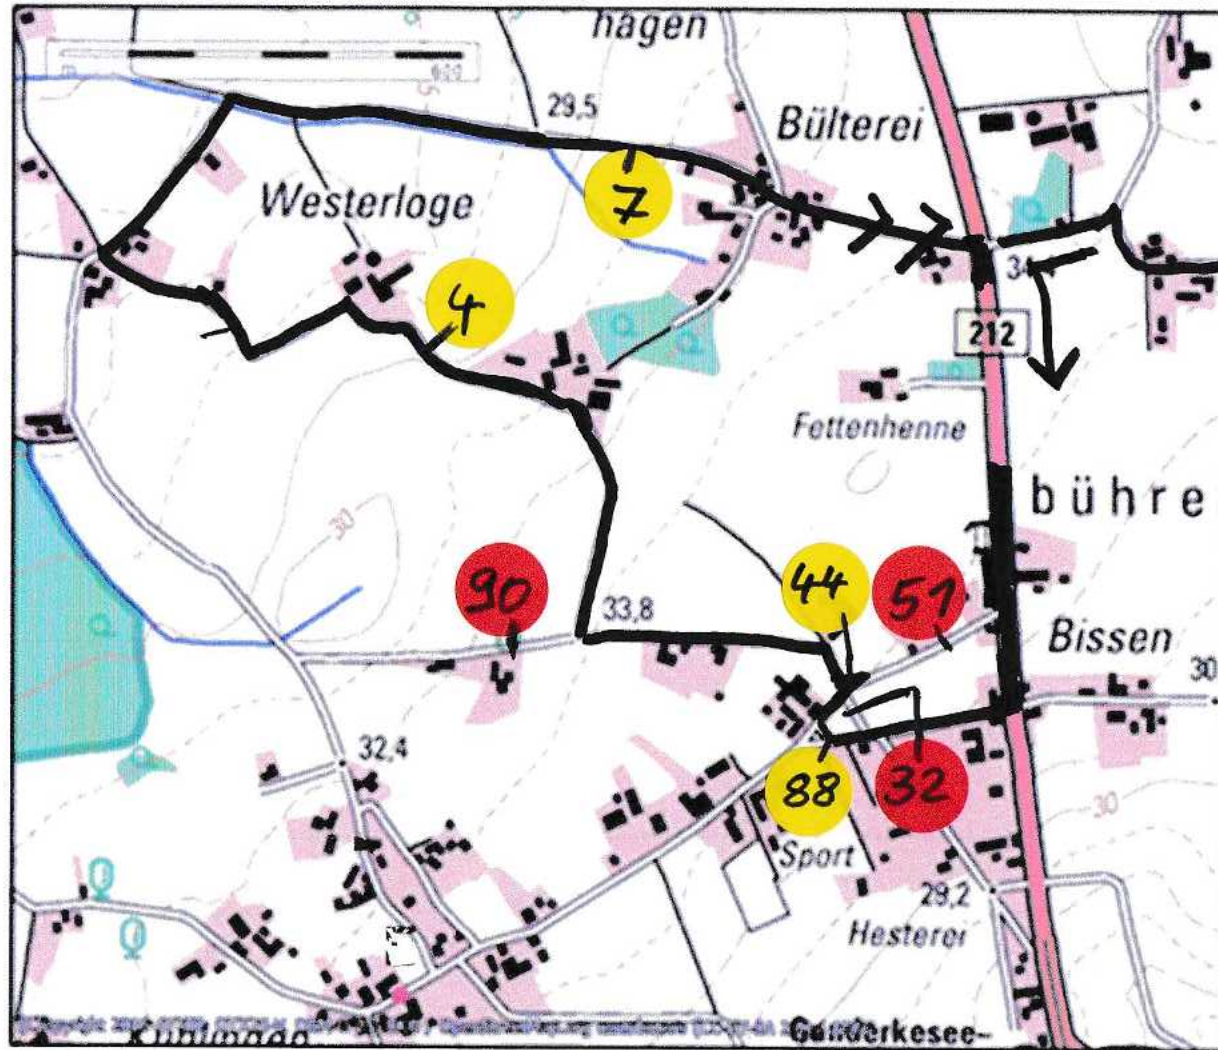 hagen
600
29,5
Bülterei
7
Westerloge
4
212
Fettenhenne
bühre
30
90
33,8
44
51
Bissen
30
32,4
88
32
30
Sport
29,2
Hesterei
Ganderkesee-